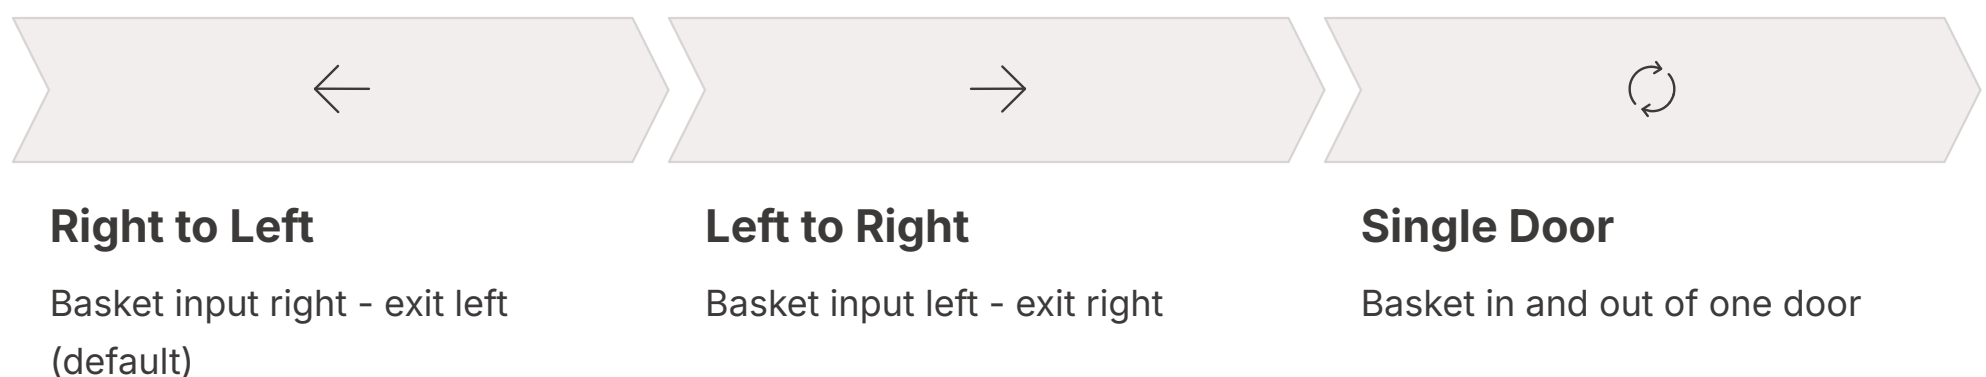 Right to Left
Basket input right - exit left
(default)
Left to Right
Basket input left - exit right
Single Door
Basket in and out of one door